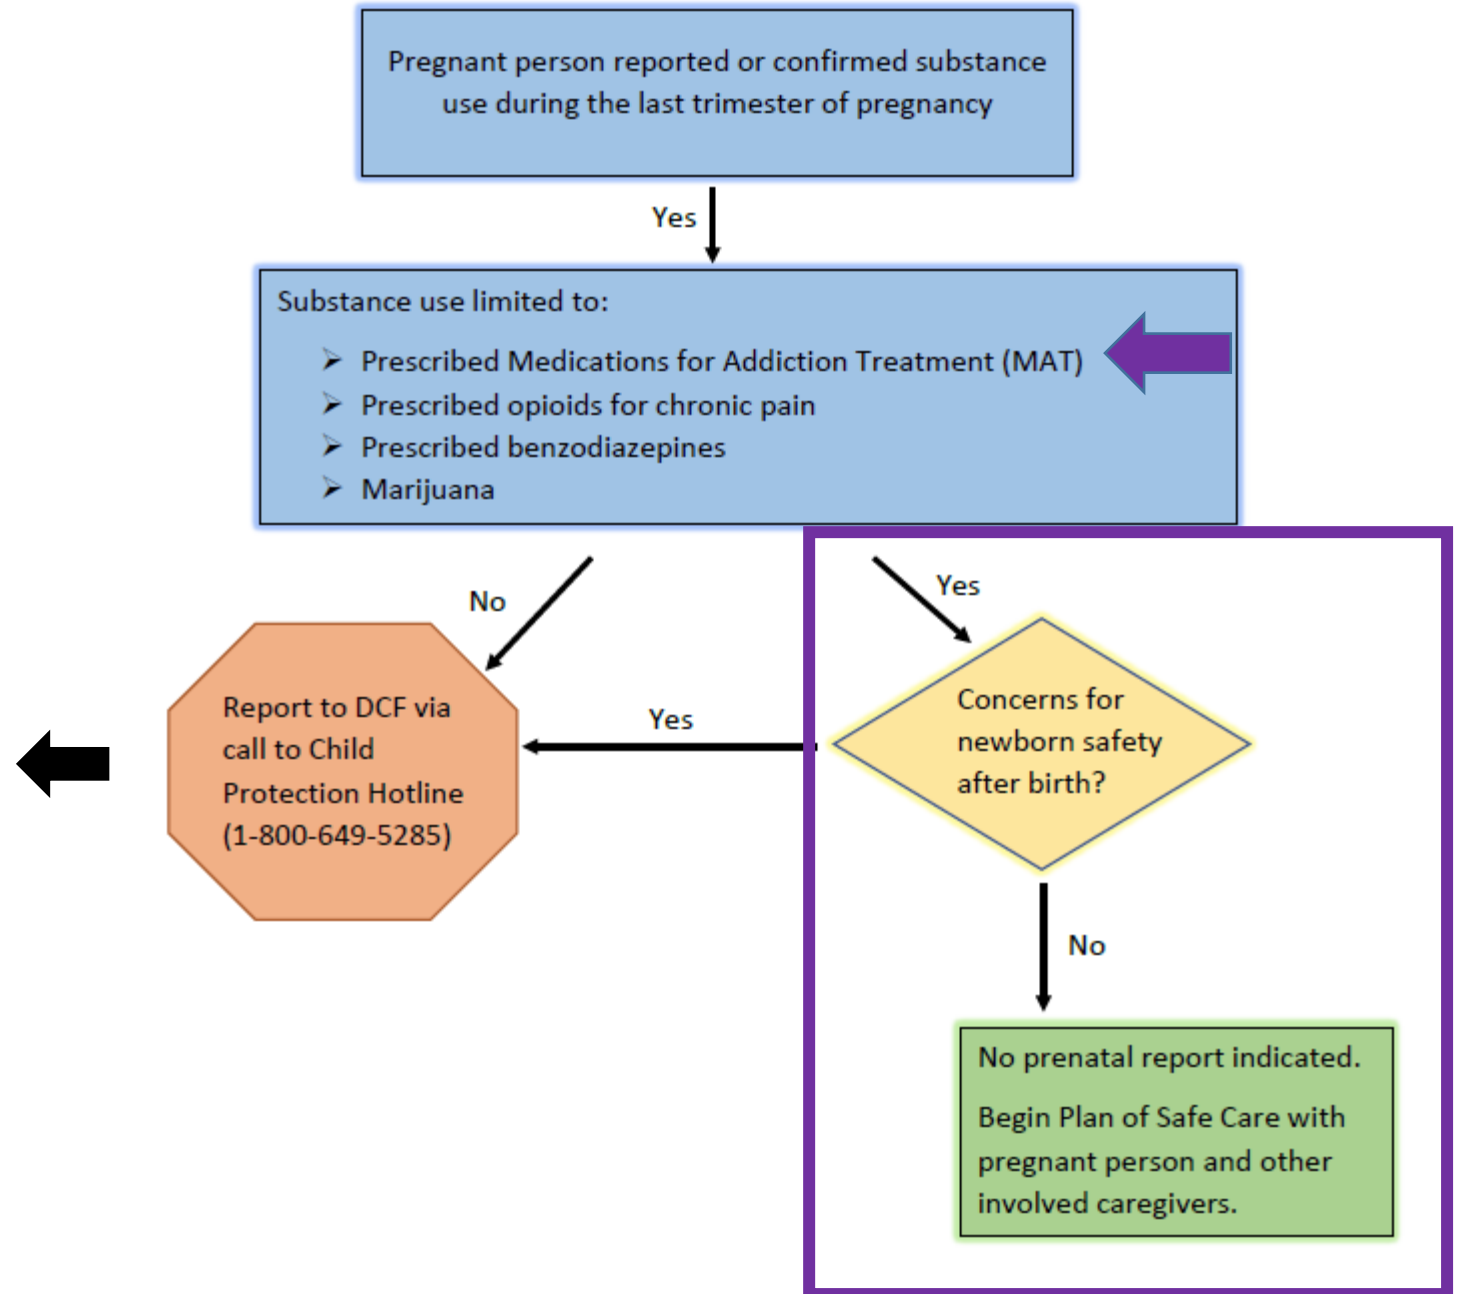 Pregnant person reported or confirmed substance
use during the last trimester of pregnancy
Yes
Substance use limited to:
Prescribed Medications for Addiction Treatment (MAT)
Prescribed opioids for chronic pain
Prescribed benzodiazepines
Marijuana
No
Yes
Report to DCF via
call to Child
Protection Hotline
(1-800-649-5285)
Yes
Concerns for
newborn safety
after birth?
No
No prenatal report indicated.
Begin Plan of Safe Care with
pregnant person and other
involved caregivers.